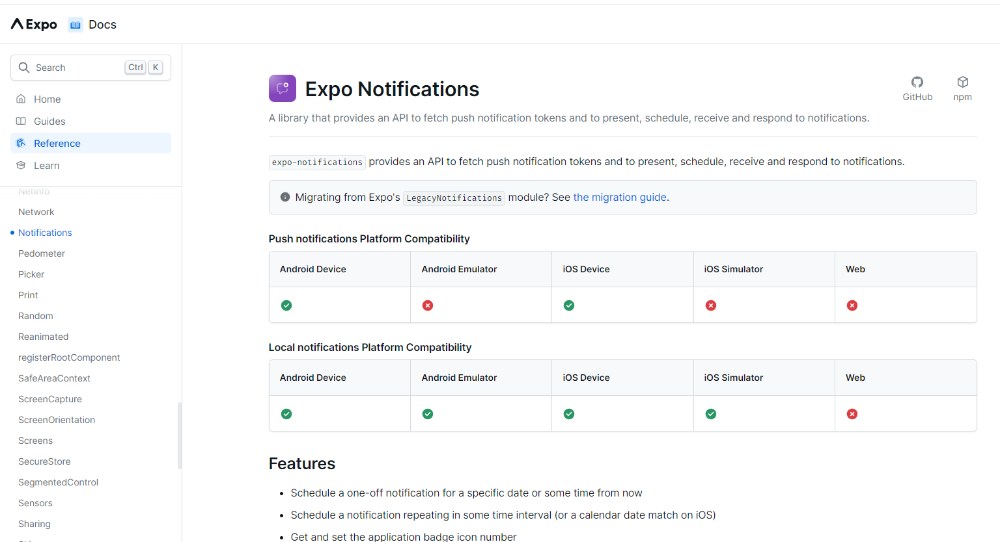 Expo Docs
Search Ctrl K
Home
Guides
Reference
Learn
NetInfo
Network
Notifications
Pedometer
Picker
Print
Random
Reanimated
registerRootComponent
SafeAreaContext
ScreenCapture
ScreenOrientation
Screens
SecureStore
SegmentedControl
Sensors
Sharing
Expo Notifications
GitHub npm
A library that provides an API to fetch push notification tokens and to present, schedule, receive and respond to notifications.
expo-notifications provides an API to fetch push notification tokens and to present, schedule, receive and respond to notifications.
Migrating from Expo's LegacyNotifications module? See the migration guide.
Push notifications Platform Compatibility
Android Device Android Emulator iOS Device iOS Simulator Web
Local notifications Platform Compatibility
Android Device Android Emulator iOS Device iOS Simulator Web
Features
• Schedule a one-off notification for a specific date or some time from now
• Schedule a notification repeating in some time interval (or a calendar date match on iOS)
• Get and set the application badge icon number